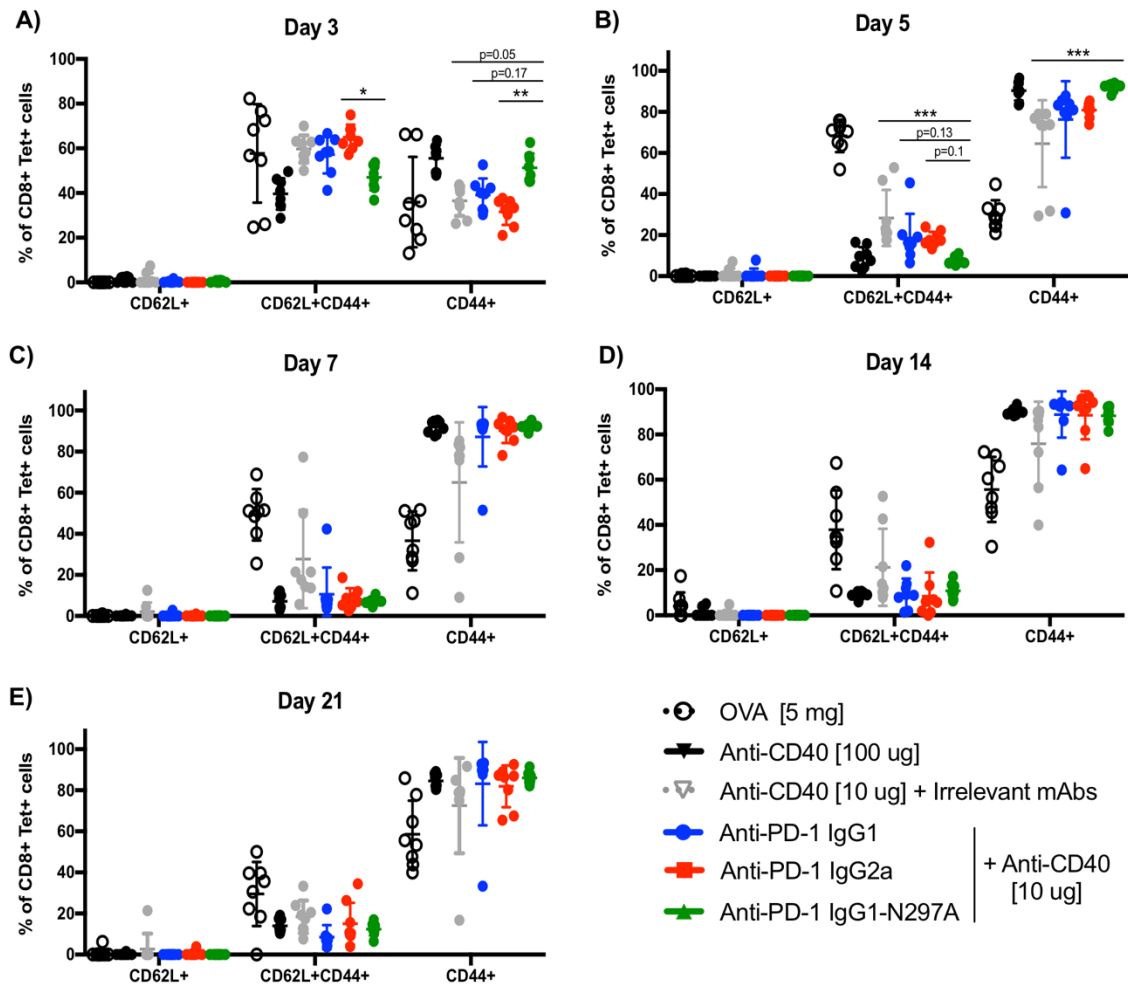 A)
Day 3
% of CD8+ Tet+ cells
100
80
60
40
20
0
p=0.05
p=0.17
*
**
CD62L+
CD62L+CD44+
CD44+
B)
Day 5
% of CD8+ Tet+ cells
100
80
60
40
20
0
***
***
p=0.13
p=0.1
CD62L+
CD62L+CD44+
CD44+
C)
Day 7
% of CD8+ Tet+ cells
100
80
60
40
20
0
CD62L+
CD62L+CD44+
CD44+
D)
Day 14
% of CD8+ Tet+ cells
100
80
60
40
20
0
CD62L+
CD62L+CD44+
CD44+
E)
Day 21
% of CD8+ Tet+ cells
100
80
60
40
20
0
CD62L+
CD62L+CD44+
CD44+
OVA [5 mg]
Anti-CD40 [100 ug]
Anti-CD40 [10 ug] + Irrelevant mAbs
Anti-PD-1 IgG1
Anti-PD-1 IgG2a
Anti-PD-1 IgG1-N297A
+ Anti-CD40
[10 ug]